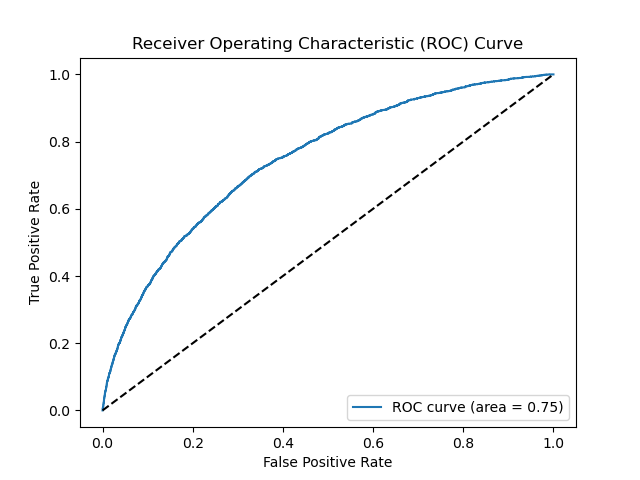 Receiver Operating Characteristic (ROC) Curve
1.0
0.8
0.6
0.4
0.2
0.0
True Positive Rate
ROC curve (area = 0.75)
0.0 0.2 0.4 0.6 0.8 1.0
False Positive Rate